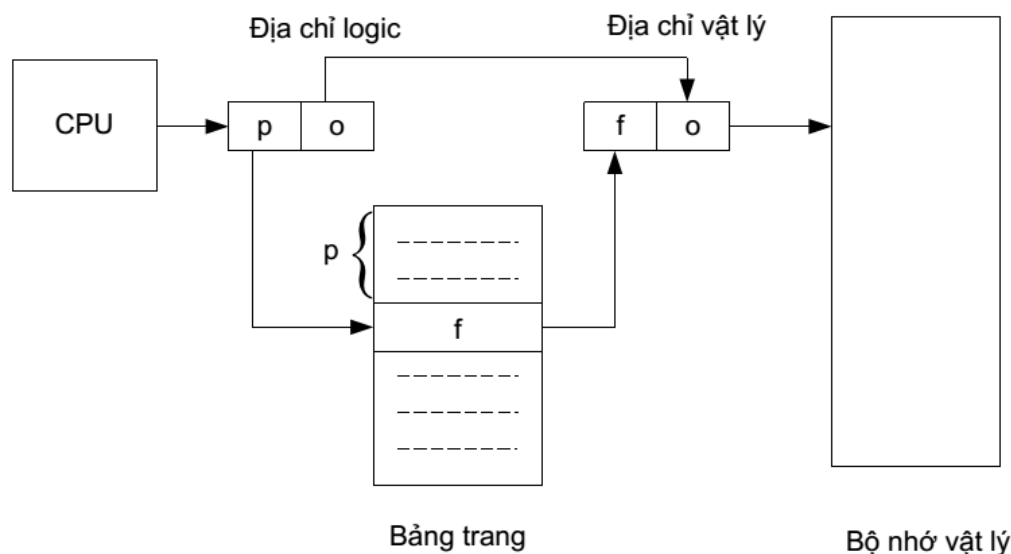 Địa chỉ logic
Địa chỉ vật lý
CPU
p
o
f
o
p
f
Bảng trang
Bộ nhớ vật lý